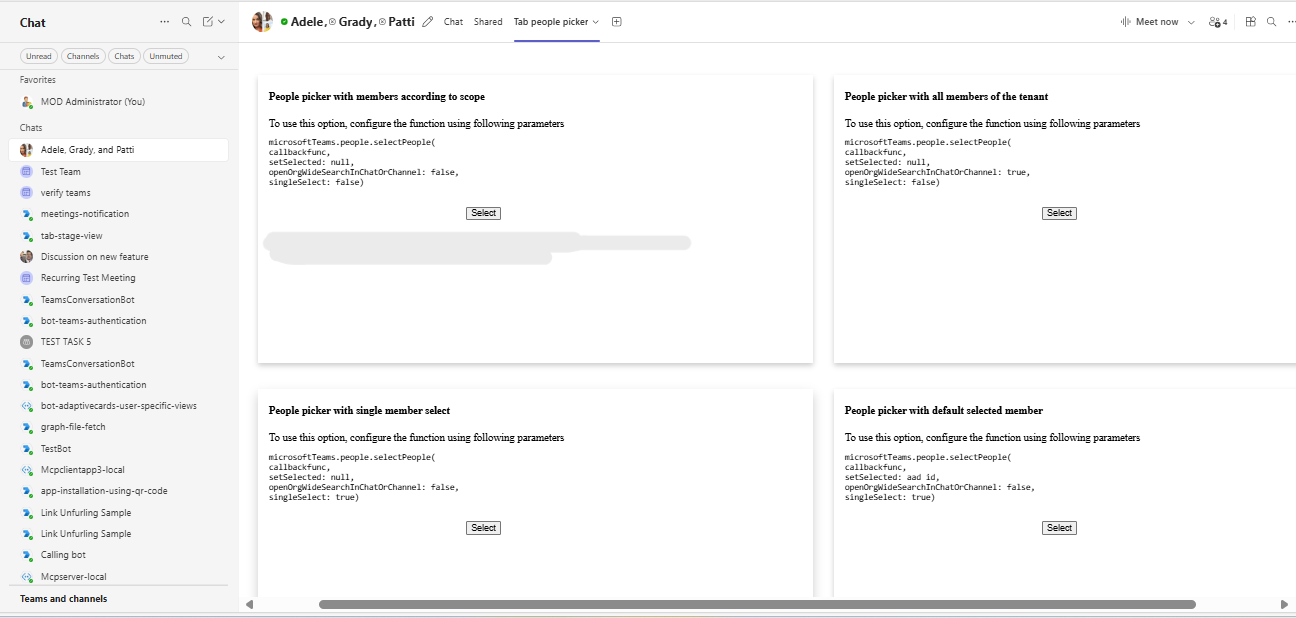 Chat
Unread Channels Chats Unmuted
Favorites
MOD Administrator (You)
Chats
Adele, Grady, and Patti
Test Team
verify teams
meetings-notification
tab-stage-view
Discussion on new feature
Recurring Test Meeting
TeamsConversationBot
bot-teams-authentication
TEST TASK 5
TeamsConversationBot
bot-teams-authentication
bot-adaptivecards-user-specific-views
graph-file-fetch
TestBot
Mcpclientapp3-local
app-installation-using-qr-code
Link Unfurling Sample
Link Unfurling Sample
Calling bot
Mcpserver-local
Teams and channels
Adele, Grady, Patti Chat Shared Tab people picker Meet now 4
People picker with members according to scope
To use this option, configure the function using following parameters
microsoftTeams.people.selectPeople(
callbackfunc,
setSelected: null,
openOrgWideSearchInChatOrChannel: false,
singleSelect: false)
Select
People picker with all members of the tenant
To use this option, configure the function using following parameters
microsoftTeams.people.selectPeople(
callbackfunc,
setSelected: null,
openOrgWideSearchInChatOrChannel: true,
singleSelect: false)
Select
People picker with single member select
To use this option, configure the function using following parameters
microsoftTeams.people.selectPeople(
callbackfunc,
setSelected: null,
openOrgWideSearchInChatOrChannel: false,
singleSelect: true)
Select
People picker with default selected member
To use this option, configure the function using following parameters
microsoftTeams.people.selectPeople(
callbackfunc,
setSelected: aad id,
openOrgWideSearchInChatOrChannel: false,
singleSelect: true)
Select